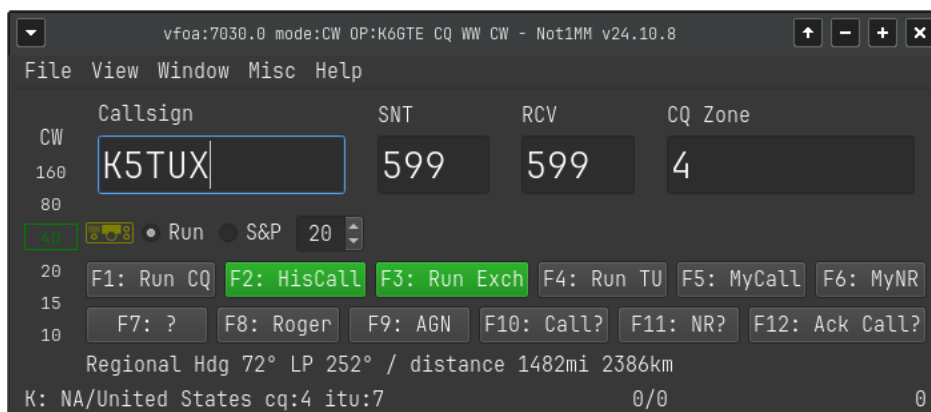 vfoa:7030.0 mode:CW OP:K6GTE CQ WW CW - Not1MM v24.10.8
File View Window Misc Help
Callsign SNT RCV CQ Zone
CW
K5TUX 599 599 4
160
80
40 Run S&P 20
20 F1: Run CQ F2: HisCall F3: Run Exch F4: Run TU F5: MyCall F6: MyNR
15
10 F7: ? F8: Roger F9: AGN F10: Call? F11: NR? F12: Ack Call?
Regional Hdg 72° LP 252° / distance 1482mi 2386km
K: NA/United States cq:4 itu:7 0/0 0